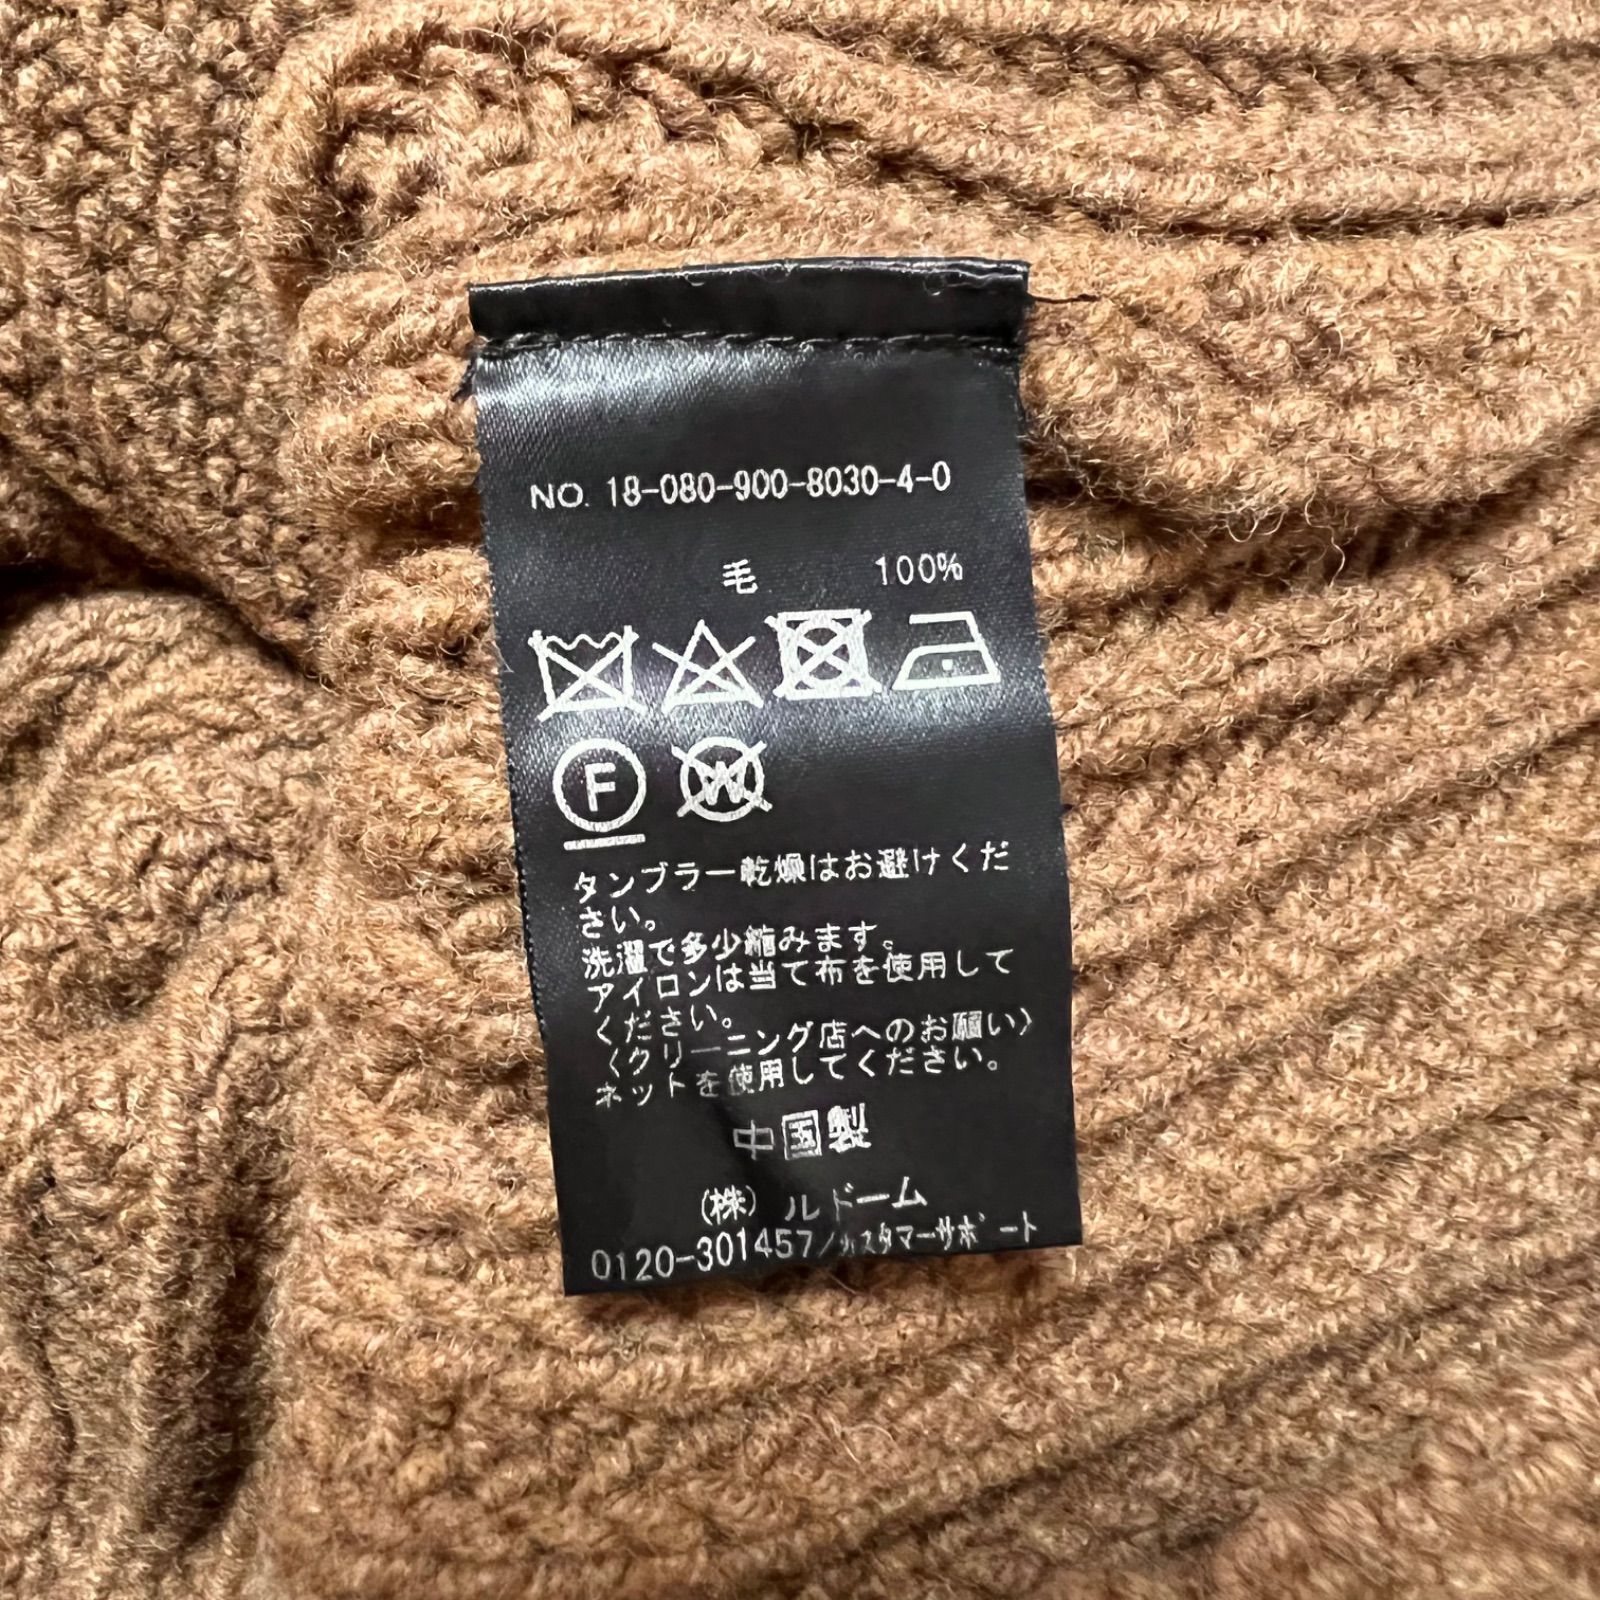 NO. 18-080-900-8030-4-0
毛 100%
F
W
タンブラー乾燥はお避けくだ
さい。
洗濯で多少縮みます。
アイロンは当て布を使用して
ください。
〈クリーニング店へのお願い〉
ネットを使用してください。
中国製
(株) ルドーム
0120-301457/カスタマーサポート